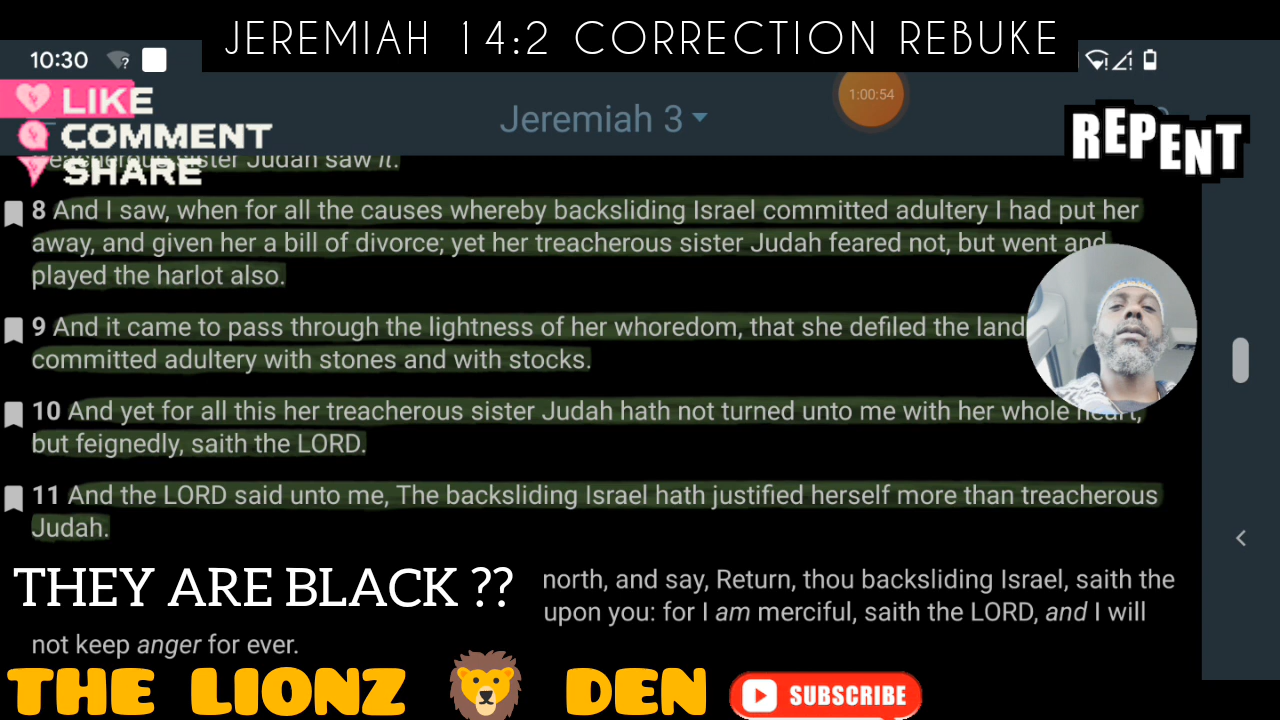 JEREMIAH 14:2 CORRECTION REBUKE
10:30
LIKE
COMMENT
SHARE
Jeremiah 3
1:00:54
REPENT
sister Judah saw it.
8 And I saw, when for all the causes whereby backsliding Israel committed adultery I had put her
away, and given her a bill of divorce; yet her treacherous sister Judah feared not, but went and
played the harlot also.
9 And it came to pass through the lightness of her whoredom, that she defiled the land
committed adultery with stones and with stocks.
10 And yet for all this her treacherous sister Judah hath not turned unto me with her whole heart,
but feignedly, saith the LORD.
11 And the LORD said unto me, The backsliding Israel hath justified herself more than treacherous
Judah.
THEY ARE BLACK ??
north, and say, Return, thou backsliding Israel, saith the
upon you: for I am merciful, saith the LORD, and I will
not keep anger for ever.
THE LIONZ DEN
SUBSCRIBE